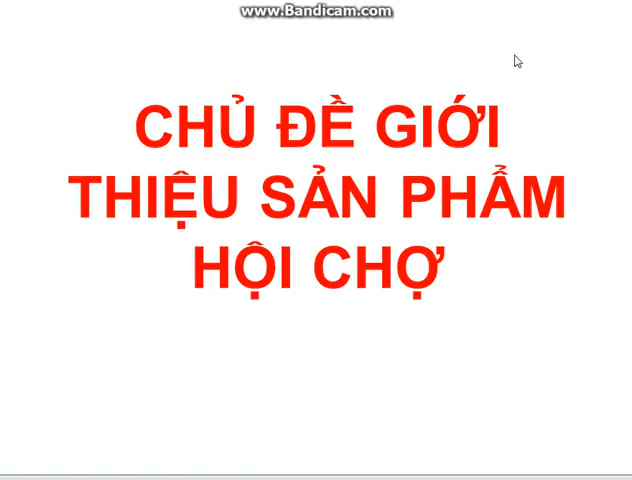 www.Bandicam.com
CHỦ ĐỀ GIỚI
THIỆU SẢN PHẨM
HỘI CHỢ